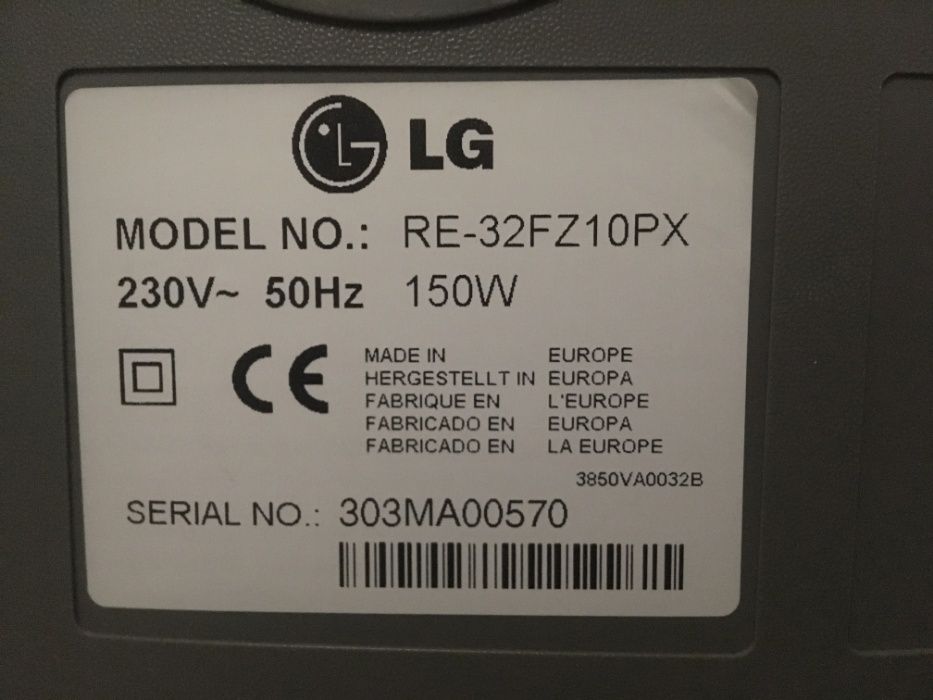 LG
MODEL NO.: RE-32FZ10PX
230V~ 50Hz 150W
CE
MADE IN EUROPE
HERGESTELLT IN EUROPA
FABRIQUE EN L'EUROPE
FABRICADO EN EUROPA
FABRICADO EN LA EUROPE
3850VA0032B
SERIAL NO.: 303MA00570